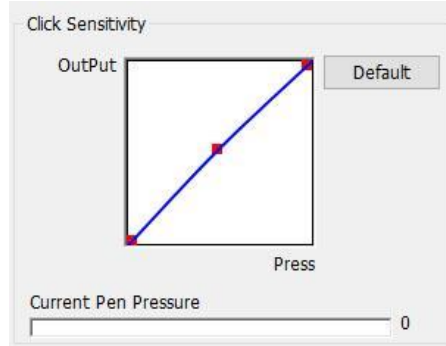 Click Sensitivity
OutPut
Default
Press
Current Pen Pressure
0